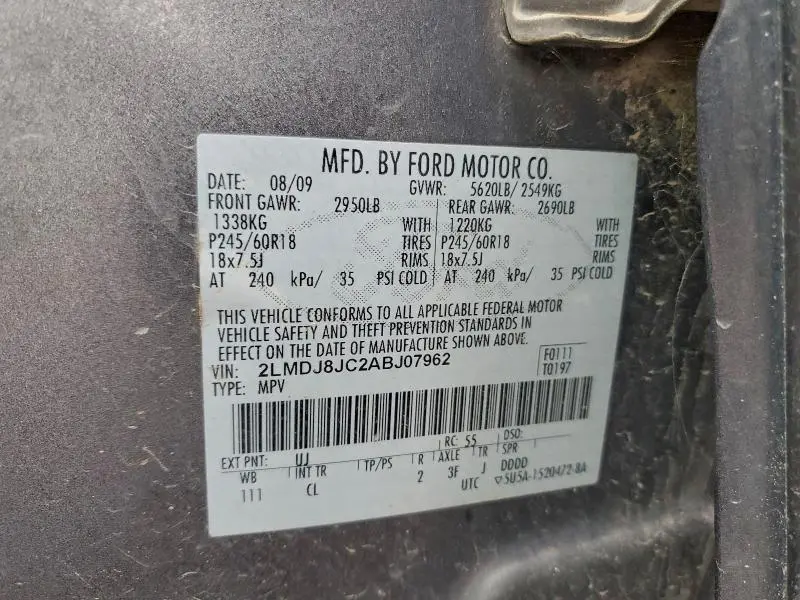 MFD. BY FORD MOTOR CO.
DATE: 08/09 GVWR: 5620LB/ 2549KG
FRONT GAWR: 2950LB REAR GAWR: 2690LB
1338KG WITH 1220KG WITH
P245/60R18 TIRES P245/60R18 TIRES
18x7.5J RIMS 18x7.5J RIMS
AT 240 kPa/ 35 PSI COLD AT 240 kPa/ 35 PSI COLD
THIS VEHICLE CONFORMS TO ALL APPLICABLE FEDERAL MOTOR
VEHICLE SAFETY AND THEFT PREVENTION STANDARDS IN
EFFECT ON THE DATE OF MANUFACTURE SHOWN ABOVE.
VIN: 2LMDJ8JC2ABJ07962 F0111
TYPE: MPV T0197
RC: 55 DSO:
EXT PNT: UJ
WB INT TR TP/PS R AXLE TR SPR
111 CL 2 3F J DDDD
UTC ▽5U5A-1520472-BA